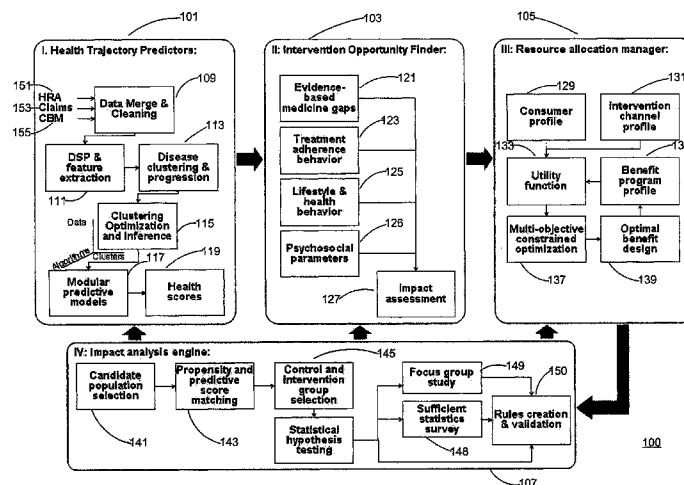 101
103
105
I. Health Trajectory Predictors:
151
HRA
153
Claims
155
CBM
109
Data Merge &
Cleaning
113
DSP &
feature
extraction
111
Disease clustering &
progression
Data
Clustering
Optimization
and Inference
115
Algorithms
Clusters
117
119
Modular
predictive
models
Health
scores
II: Intervention Opportunity Finder:
121
Evidence-
based
medicine gaps
123
Treatment
adherence
behavior
125
Lifestyle &
health behavior
126
Psychosocial
parameters
127
Impact
assessment
III: Resource allocation manager:
129
131
Consumer
profile
Intervention
channel
profile
133
13
Utility
function
Benefit
program
profile
Multi-objective
constrained
optimization
Optimal
benefit
design
137
139
IV: Impact analysis engine:
145
149
150
Candidate
population
selection
141
Propensity and
predictive
score
matching
143
Control and
Intervention
group
selection
Statistical
hypothesis
testing
Focus group
study
Sufficient
statistics
survey
148
Rules creation
& validation
107
100